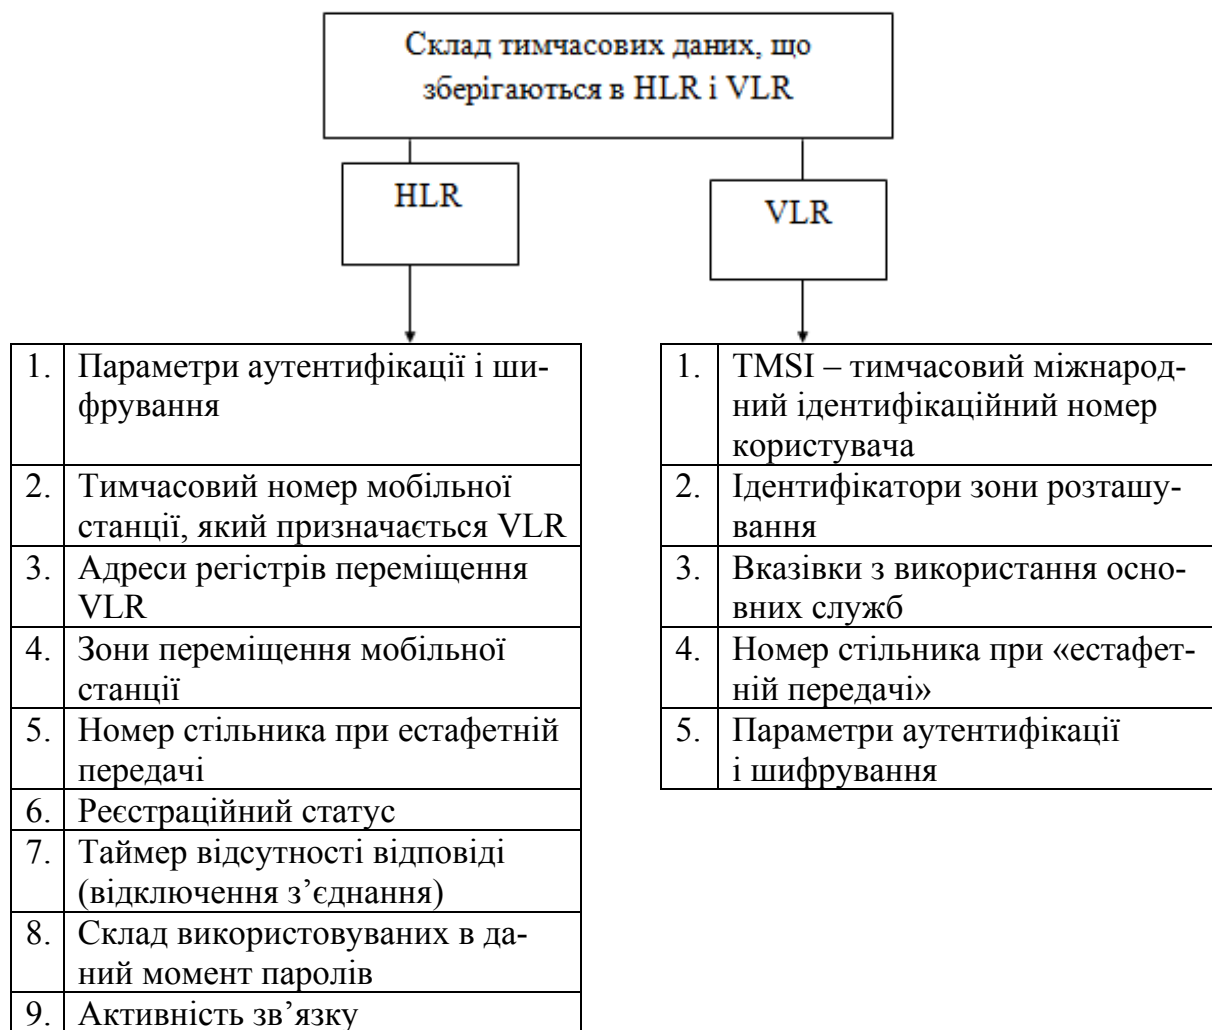 Склад тимчасових даних, що
зберігаються в HLR і VLR
HLR
VLR
1. Параметри аутентифікації і ши-
фрування
2. Тимчасовий номер мобільної
станції, який призначається VLR
3. Адреси регістрів переміщення
VLR
4. Зони переміщення мобільної
станції
5. Номер стільника при естафетній
передачі
6. Реєстраційний статус
7. Таймер відсутності відповіді
(відключення з’єднання)
8. Склад використовуваних в да-
ний момент паролів
9. Активність зв’язку
1. TMSI – тимчасовий міжнарод-
ний ідентифікаційний номер
користувача
2. Ідентифікатори зони розташу-
вання
3. Вказівки з використання осно-
вних служб
4. Номер стільника при «естафет-
ній передачі»
5. Параметри аутентифікації
і шифрування